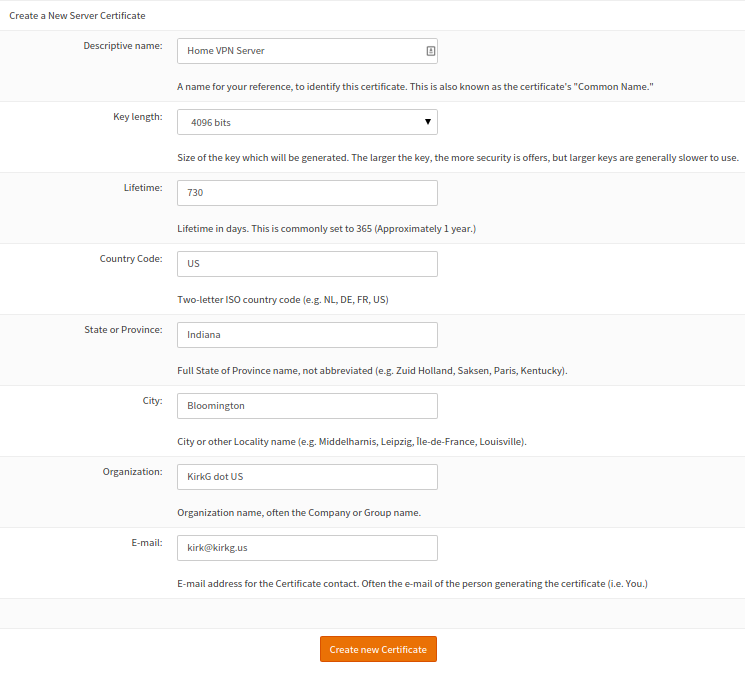 Create a New Server Certificate
Descriptive name:
Home VPN Server
A name for your reference, to identify this certificate. This is also known as the certificate's "Common Name."
Key length:
4096 bits
Size of the key which will be generated. The larger the key, the more security is offers, but larger keys are generally slower to use.
Lifetime:
730
Lifetime in days. This is commonly set to 365 (Approximately 1 year.)
Country Code:
US
Two-letter ISO country code (e.g. NL, DE, FR, US)
State or Province:
Indiana
Full State of Province name, not abbreviated (e.g. Zuid Holland, Saksen, Paris, Kentucky).
City:
Bloomington
City or other Locality name (e.g. Middelharnis, Leipzig, Île-de-France, Louisville).
Organization:
KirkG dot US
Organization name, often the Company or Group name.
E-mail:
kirk@kirkg.us
E-mail address for the Certificate contact. Often the e-mail of the person generating the certificate (i.e. You.)
Create new Certificate